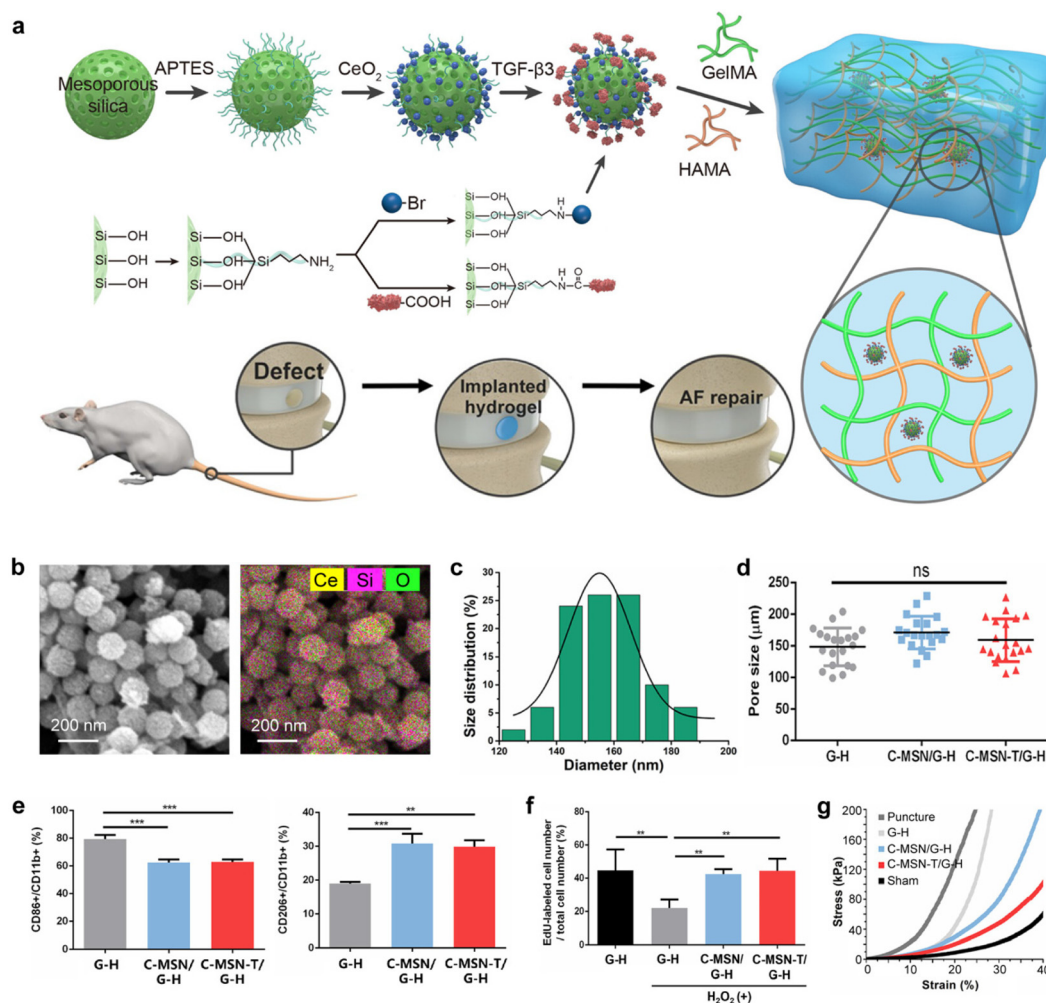 a
Mesoporous
silica
APTES
CeO2
TGF-β3
GelMA
HAMA
Si—OH
Si—OH
Si—OH
Si—OH
Si—OH Si NH2
Si—OH
Br
COOH
Si—OH
Si—OH Si H N
Si—OH
Si—OH
Si—OH Si H N O
Si—OH
Defect
Implanted
hydrogel
AF repair
b
Ce Si O
200 nm
200 nm
c
Size distribution (%)
30
25
20
15
10
5
0
120 140 160 180 200
Diameter (nm)
d
ns
Pore size (μm)
250
200
150
100
50
0
G-H C-MSN/G-H C-MSN-T/G-H
e
CD86+/CD11b+ (%)
100
80
60
40
20
0
***
***
G-H C-MSN/ C-MSN-T/
G-H G-H
CD206+/CD11b+ (%)
40
30
20
10
0
**
***
G-H C-MSN/ C-MSN-T/
G-H G-H
f
EdU-labeled cell number
/ total cell number (%)
80
60
40
20
0
** **
**
G-H G-H C-MSN/ C-MSN-T/
G-H G-H
H2O2 (+)
g
Stress (kPa)
200
150
100
50
0
Puncture
G-H
C-MSN/G-H
C-MSN-T/G-H
Sham
0 10 20 30 40
Strain (%)